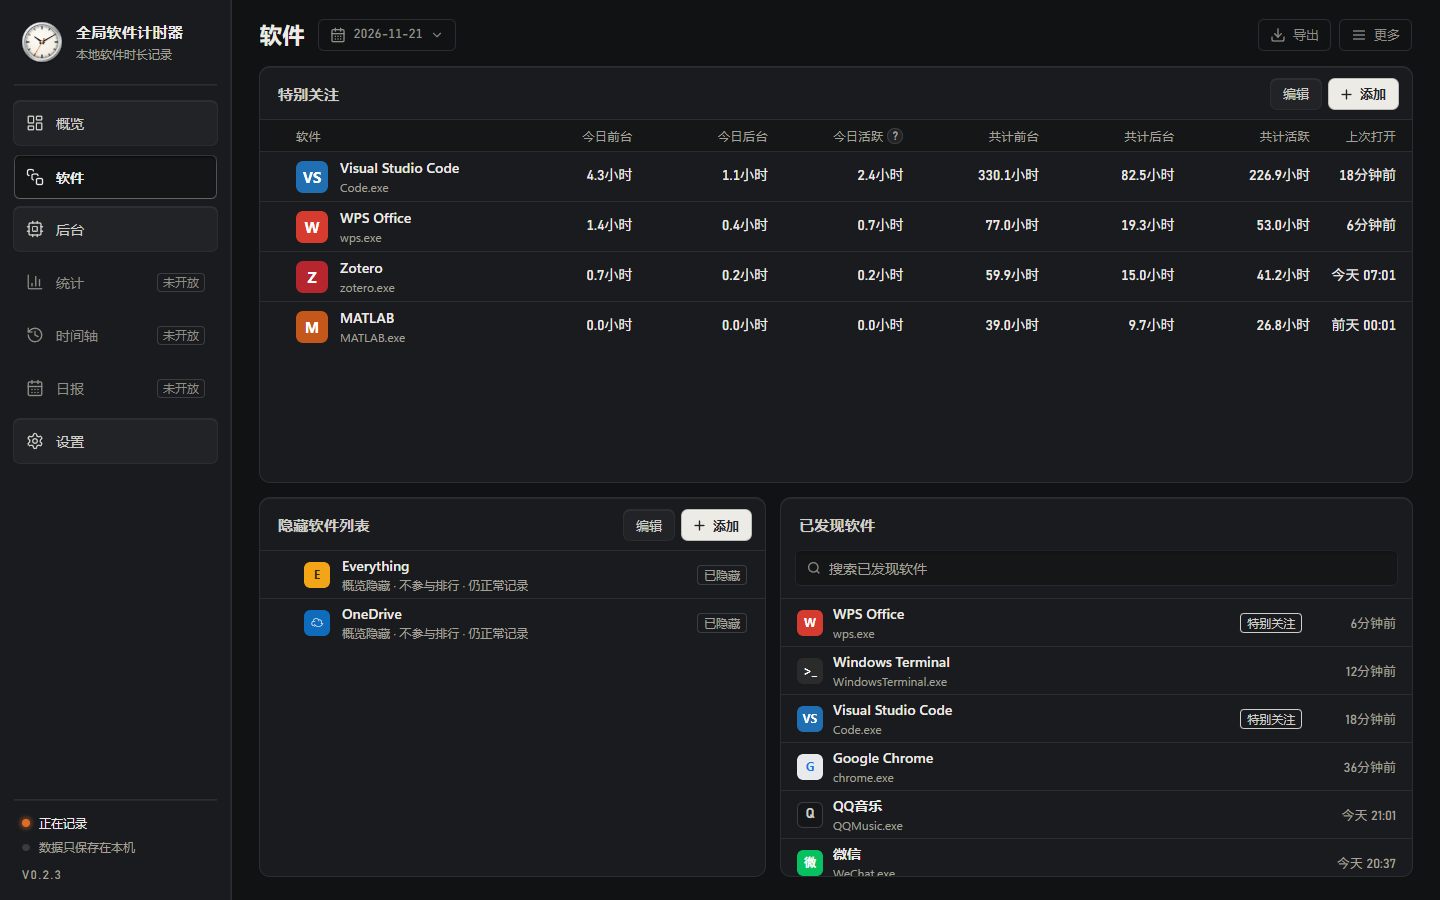 全局软件计时器
本地软件时长记录
概览
软件
后台
统计 未开放
时间轴 未开放
日报 未开放
设置
正在记录
数据只保存在本机
V0.2.3
软件 2026-11-21 导出 更多
特别关注 编辑 + 添加
软件 今日前台 今日后台 今日活跃 ? 共计前台 共计后台 共计活跃 上次打开
VS Visual Studio Code 4.3小时 1.1小时 2.4小时 330.1小时 82.5小时 226.9小时 18分钟前
Code.exe
W WPS Office 1.4小时 0.4小时 0.7小时 77.0小时 19.3小时 53.0小时 6分钟前
wps.exe
Z Zotero 0.7小时 0.2小时 0.2小时 59.9小时 15.0小时 41.2小时 今天 07:01
zotero.exe
M MATLAB 0.0小时 0.0小时 0.0小时 39.0小时 9.7小时 26.8小时 前天 00:01
MATLAB.exe
隐藏软件列表 编辑 + 添加
E Everything 已隐藏
概览隐藏 · 不参与排行 · 仍正常记录
OneDrive 已隐藏
概览隐藏 · 不参与排行 · 仍正常记录
已发现软件
搜索已发现软件
W WPS Office 特别关注 6分钟前
wps.exe
>_ Windows Terminal 12分钟前
WindowsTerminal.exe
VS Visual Studio Code 特别关注 18分钟前
Code.exe
G Google Chrome 36分钟前
chrome.exe
Q QQ音乐 今天 21:01
QQMusic.exe
微 微信 今天 20:37
WeChat.exe